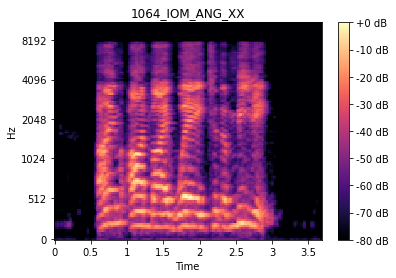 1064_IOM_ANG_XX
+0 dB
8192
-10 dB
4096
-20 dB
-30 dB
2048
Hz
-40 dB
1024
-50 dB
512
-60 dB
-70 dB
0
-80 dB
0 0.5 1 1.5 2 2.5 3 3.5
Time